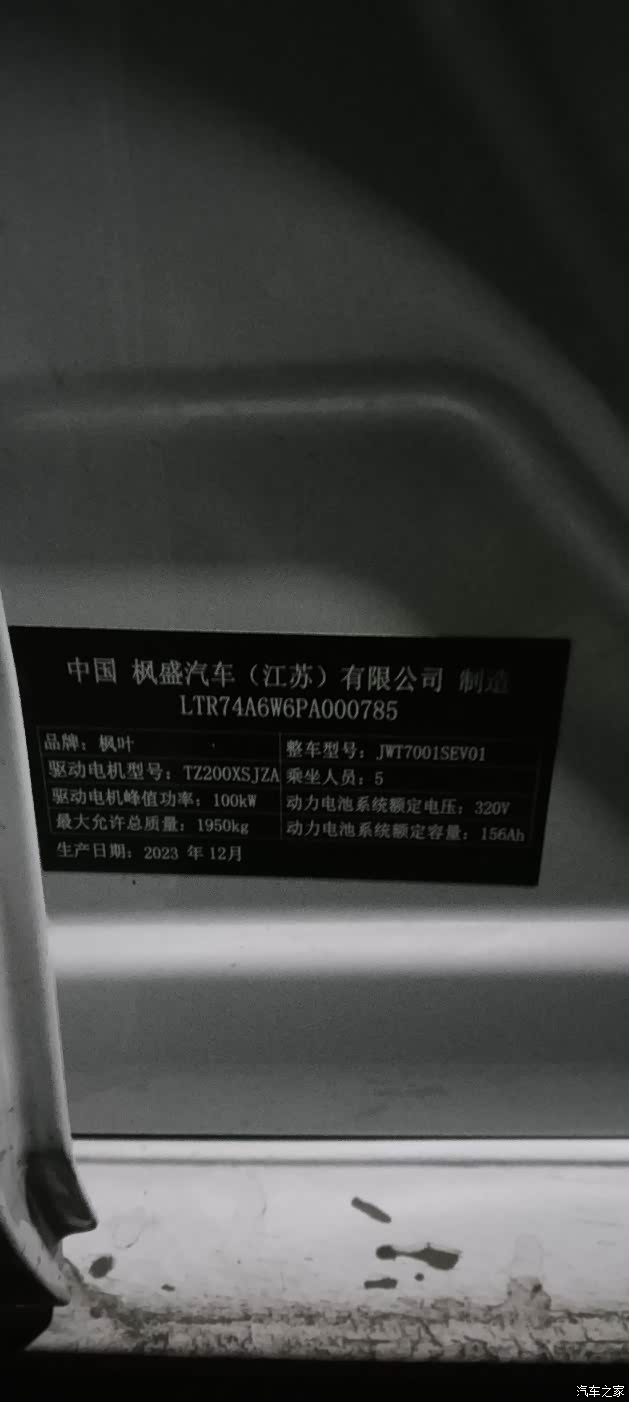 中国 枫盛汽车（江苏）有限公司 制造
LTR74A6W6PA000785
品牌：枫叶 整车型号：JWT7001SEV01
驱动电机型号：TZ200XSJZA 乘坐人员：5
驱动电机峰值功率：100kW 动力电池系统额定电压：320V
最大允许总质量：1950kg 动力电池系统额定容量：156Ah
生产日期：2023 年 12月
汽车之家